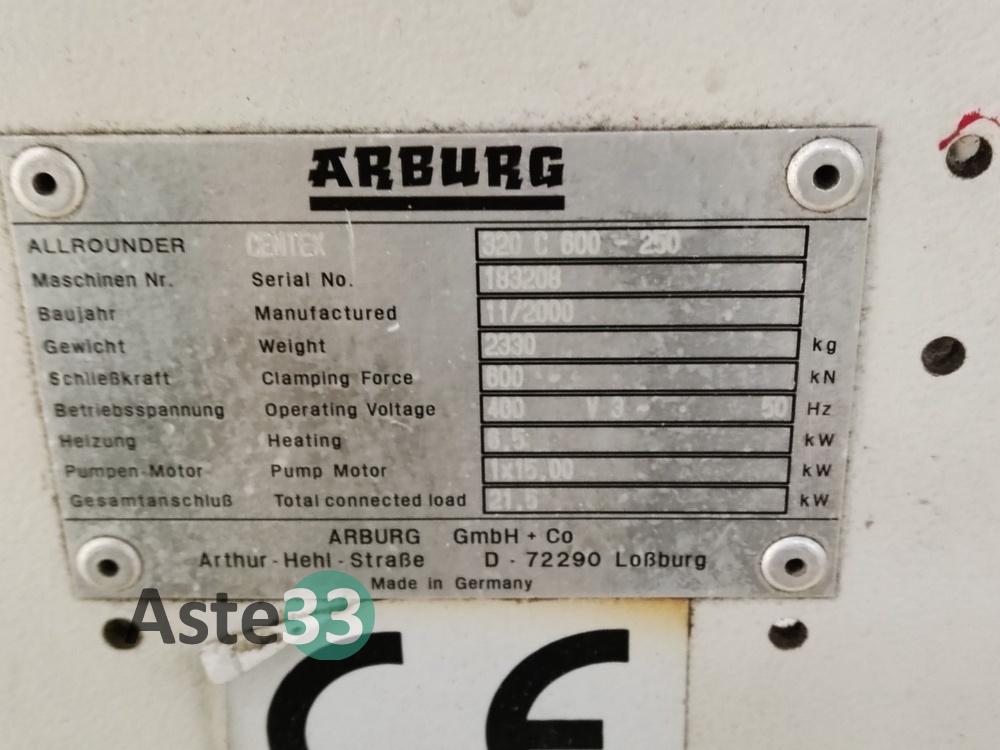 ARBURG
ALLROUNDER CENTEX 320 C 600 - 250
Maschinen Nr. Serial No. 183208
Baujahr Manufactured 11/2000
Gewicht Weight 2330 kg
Schließkraft Clamping Force 600 kN
Betriebsspannung Operating Voltage 460 V 3~ 50 Hz
Heizung Heating 6.5 kW
Pumpen-Motor Pump Motor 1x15.00 kW
Gesamtanschluß Total connected load 21.5 kW
ARBURG GmbH + Co
Arthur-Hehl-Straße D-72290 Loßburg
Made in Germany
Aste33
CE